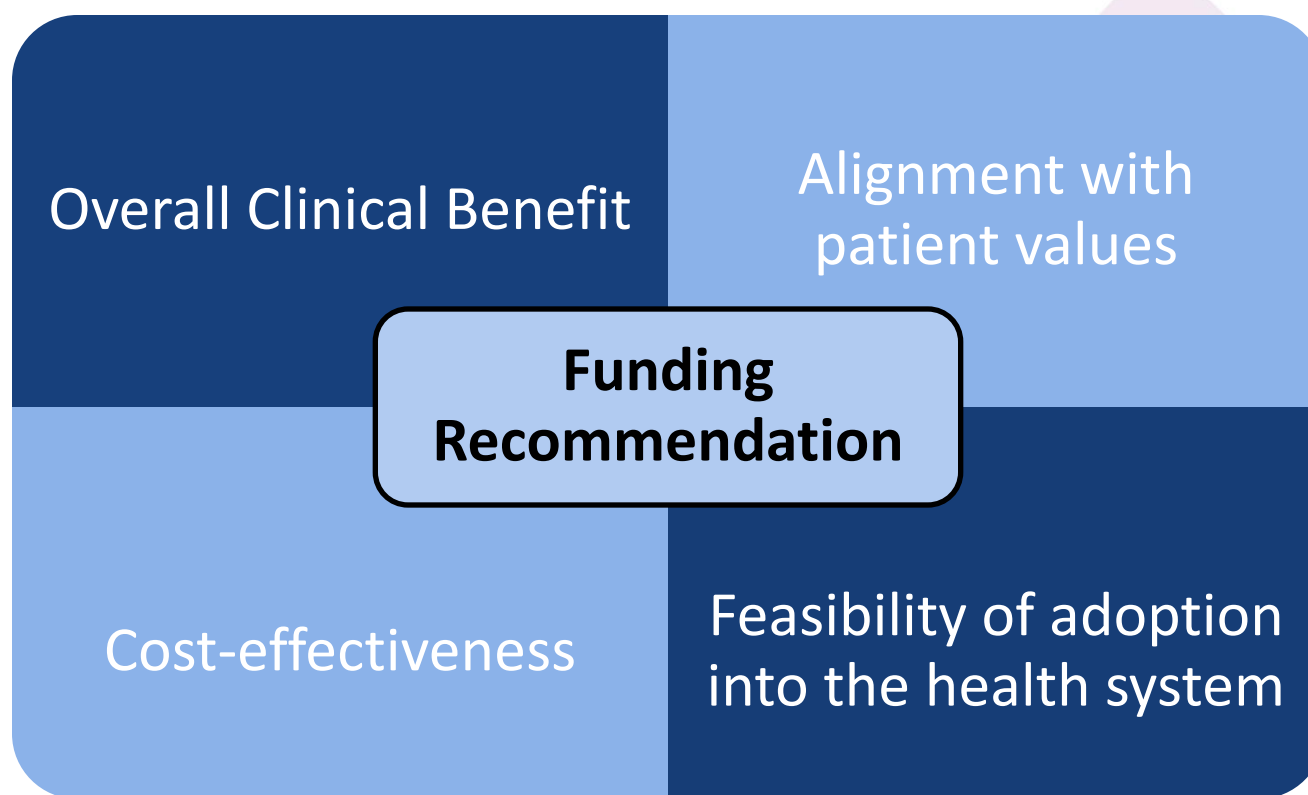 Overall Clinical Benefit
Alignment with
patient values
Funding
Recommendation
Cost-effectiveness
Feasibility of adoption
into the health system